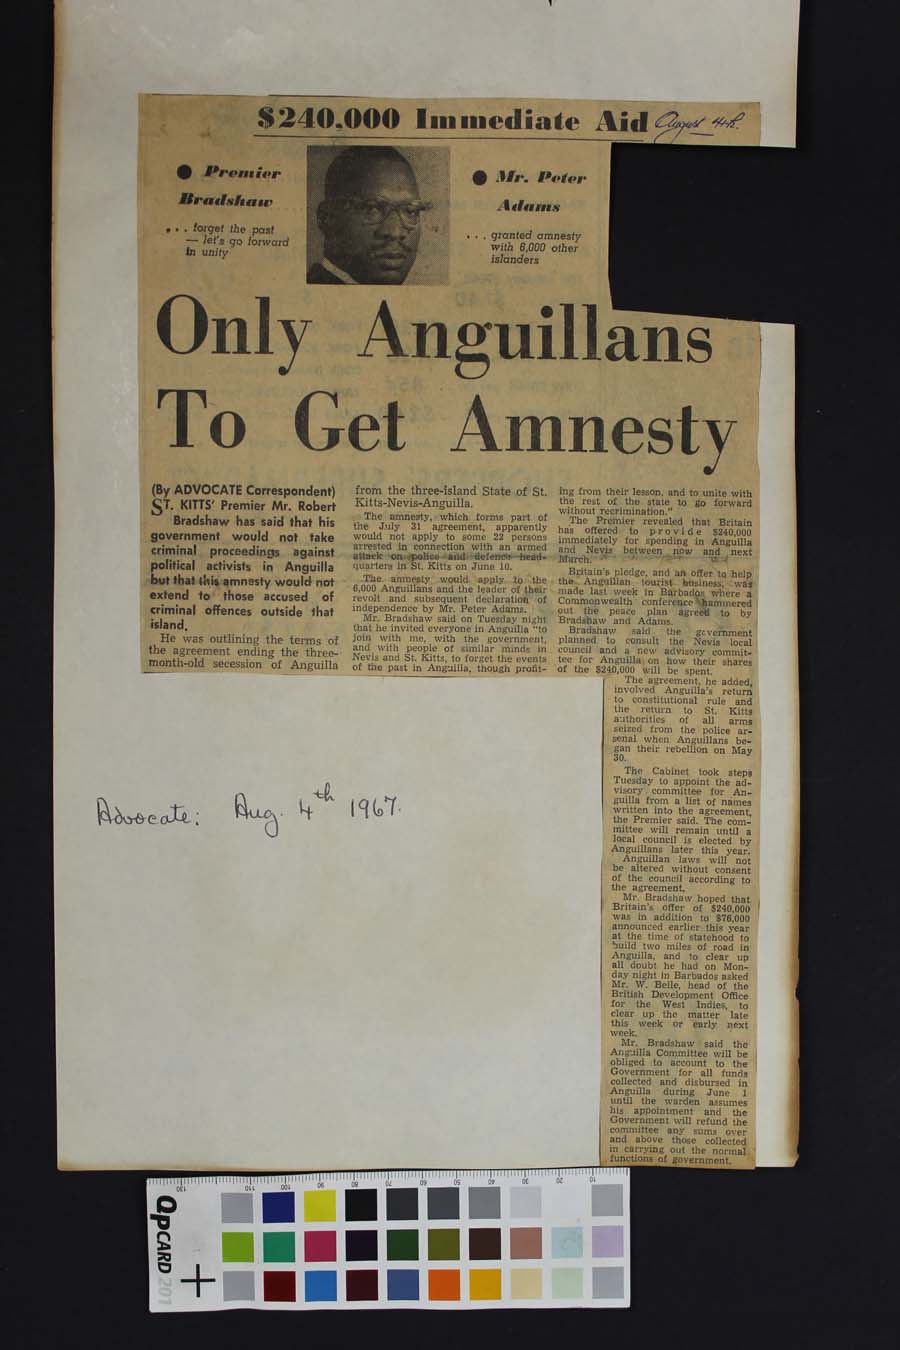 $240,000 Immediate Aid
August 4th.
● Premier
Bradshaw
... forget the past
— let's go forward
in unity
● Mr. Peter
Adams
... granted amnesty
with 6,000 other
islanders
Only Anguillans
To Get Amnesty
(By ADVOCATE Correspondent)
ST. KITTS' Premier Mr. Robert
Bradshaw has said that his
government would not take
criminal proceedings against
political activists in Anguilla
but that this amnesty would not
extend to those accused of
criminal offences outside that
island.
He was outlining the terms of
the agreement ending the three-
month-old secession of Anguilla
from the three-island State of St.
Kitts-Nevis-Anguilla.
The amnesty, which forms part of
the July 31 agreement, apparently
would not apply to some 22 persons
arrested in connection with an armed
attack on police and defence head-
quarters in St. Kitts on June 10.
The amnesty would apply to the
6,000 Anguillans and the leader of their
revolt and subsequent declaration of
independence by Mr. Peter Adams.
Mr. Bradshaw said on Tuesday night
that he invited everyone in Anguilla "to
join with me, with the government,
and with people of similar minds in
Nevis and St. Kitts, to forget the events
of the past in Anguilla, though profit-
ing from their lesson, and to unite with
the rest of the state to go forward
without recrimination."
The Premier revealed that Britain
has offered to provide $240,000
immediately for spending in Anguilla
and Nevis between now and next
March.
Britain's pledge, and an offer to help
the Anguillan tourist business, was
made last week in Barbados where a
Commonwealth conference hammered
out the peace plan agreed to by
Bradshaw and Adams.
Bradshaw said the government
planned to consult the Nevis local
council and a new advisory commit-
tee for Anguilla on how their shares
of the $240,000 will be spent.
The agreement, he added,
involved Anguilla's return
to constitutional rule and
the return to St. Kitts
authorities of all arms
seized from the police ar-
senal when Anguillans be-
gan their rebellion on May
30.
The Cabinet took steps
Tuesday to appoint the ad-
visory committee for An-
guilla from a list of names
written into the agreement,
the Premier said. The com-
mittee will remain until a
local council is elected by
Anguillans later this year.
Anguillan laws will not
be altered without consent
of the council according to
the agreement.
Mr. Bradshaw hoped that
Britain's offer of $240,000
was in addition to $76,000
announced earlier this year
at the time of statehood to
build two miles of road in
Anguilla, and to clear up
all doubt he had on Mon-
day night in Barbados asked
Mr. W. Belle, head of the
British Development Office
for the West Indies, to
clear up the matter late
this week or early next
week.
Mr. Bradshaw said the
Anguilla Committee will be
obliged to account to the
Government for all funds
collected and disbursed in
Anguilla during June 1
until the warden assumes
his appointment and the
Government will refund the
committee any sums over
and above those collected
in carrying out the normal
functions of government.
Advocate: Aug. 4th 1967.
130 110 100 90 80 70 60 50 40 30 20 10
QPCARD 201